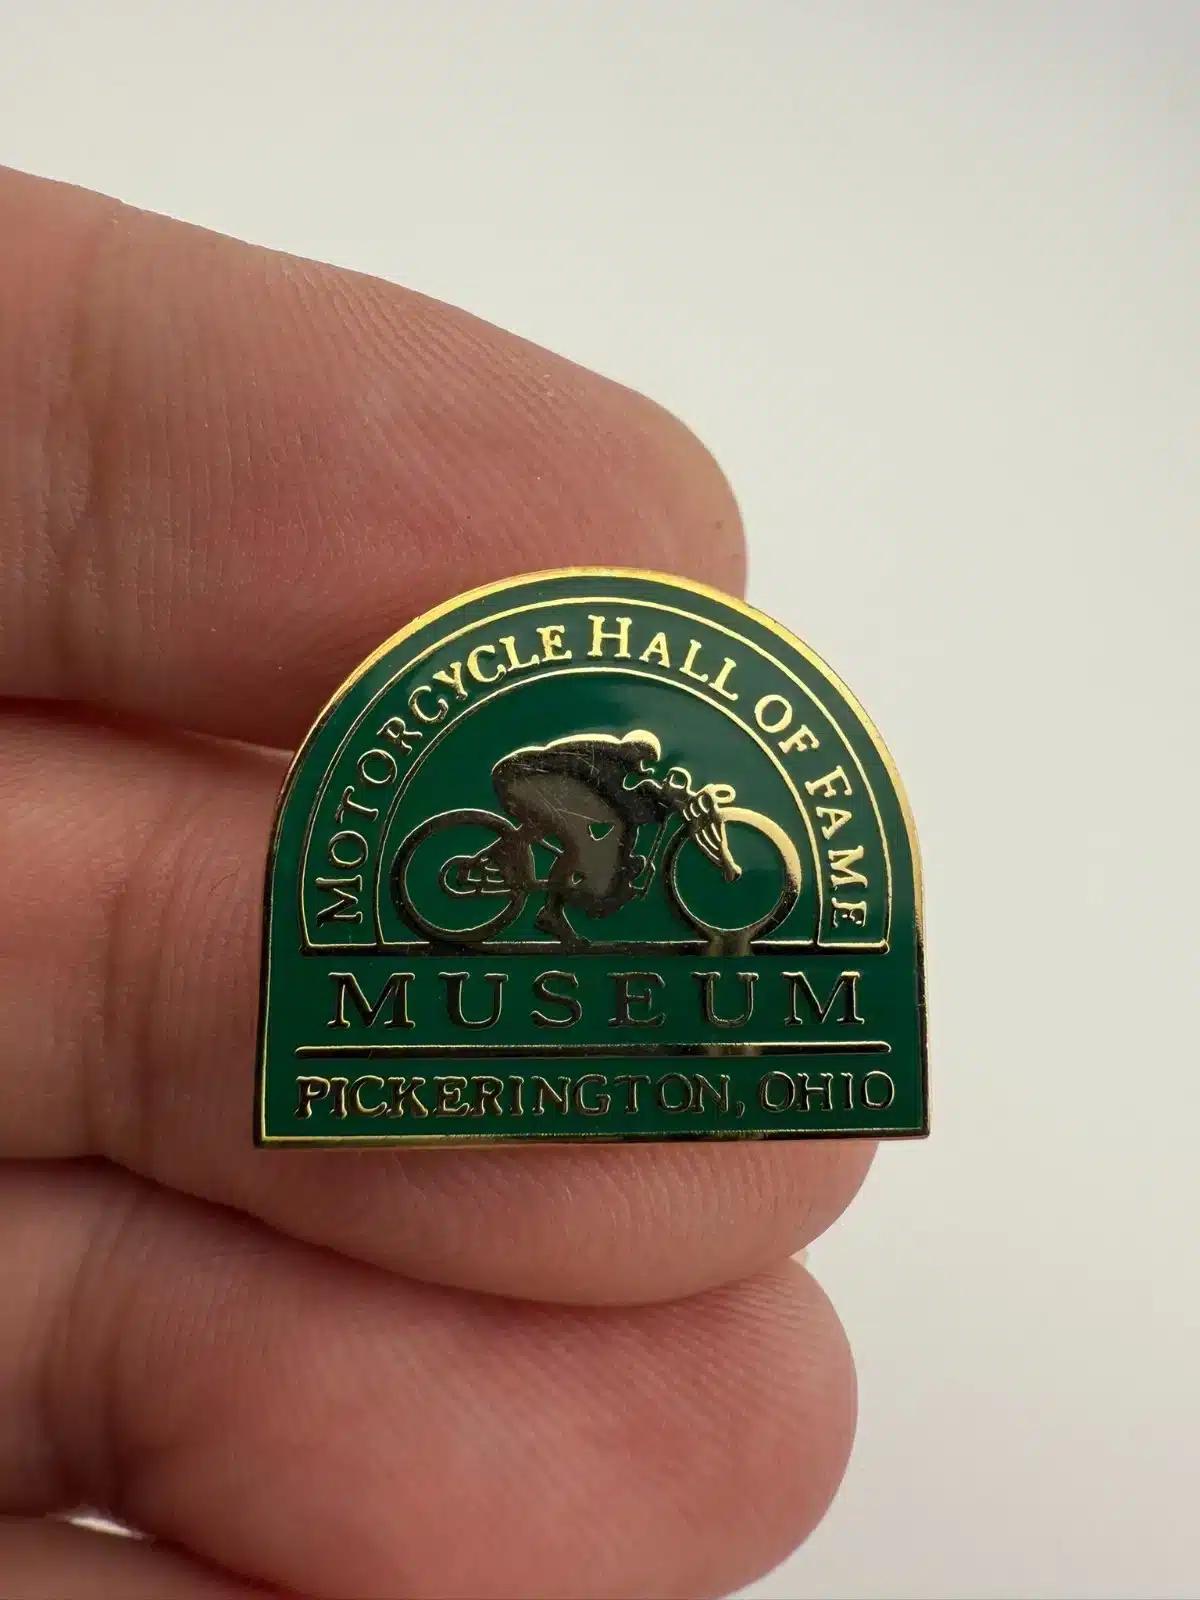 MOTORCYCLE HALL OF FAME
MUSEUM
PICKERINGTON, OHIO